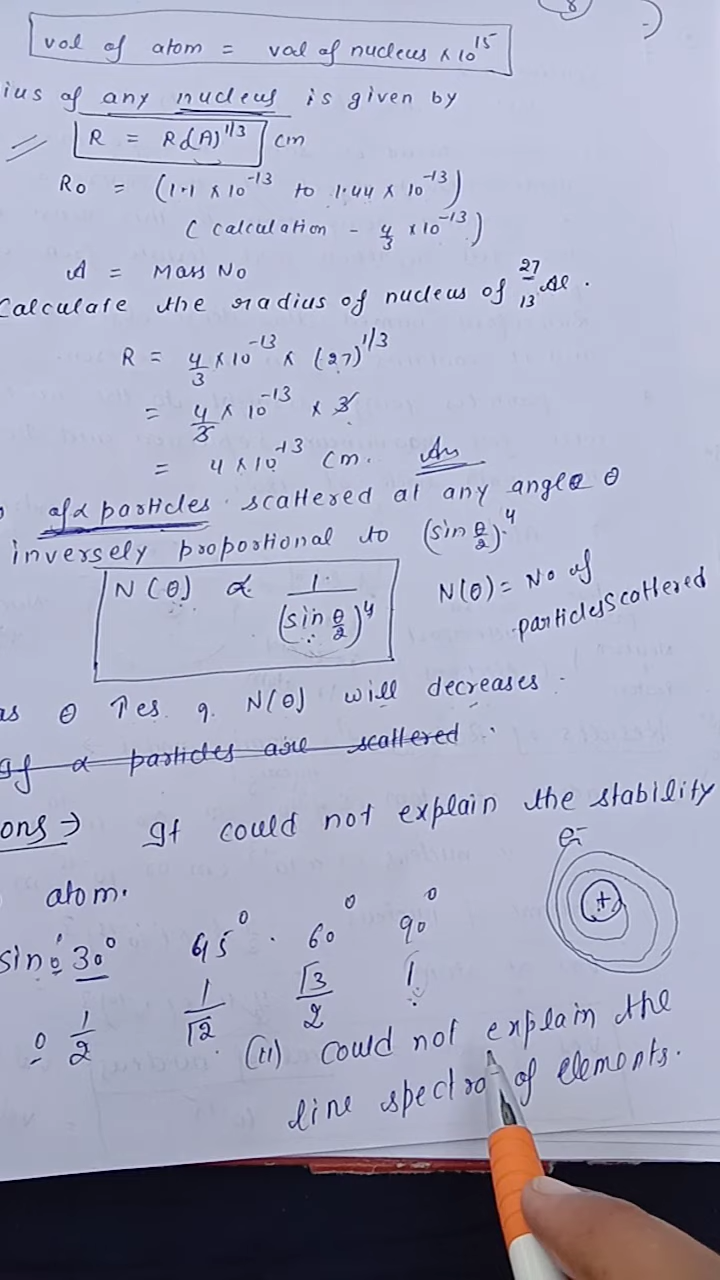 8
vol of atom = vol of nucleus × 10¹⁵
ius of any nucleus is given by
R = R₀(A)^1/3 cm
R₀ = (1.1 × 10⁻¹³ to 1.44 × 10⁻¹³)
( Calculation - 4/3 × 10⁻¹³)
A = Mass No
Calculate the radius of nucleus of ²⁷₁₃Al.
R = 4/3 × 10⁻¹³ × (27)^1/3
= 4/3 × 10⁻¹³ × 3
= 4 × 10⁻¹³ cm. Ans
of α particles scattered at any angle θ
inversely proportional to (sin θ/2)⁴
N(θ) ∝ 1/(sin θ/2)⁴ N(θ) = No of
particles scattered
as θ ↑es, N(θ) will decreases.
If α particles are scattered.
ons → It could not explain the stability
atom.
e⁻
+
sin 0° 30° 45° 60° 90°
0 1/2 1/√2 √3/2 1
(ii) Could not explain the
line spectra of elements.